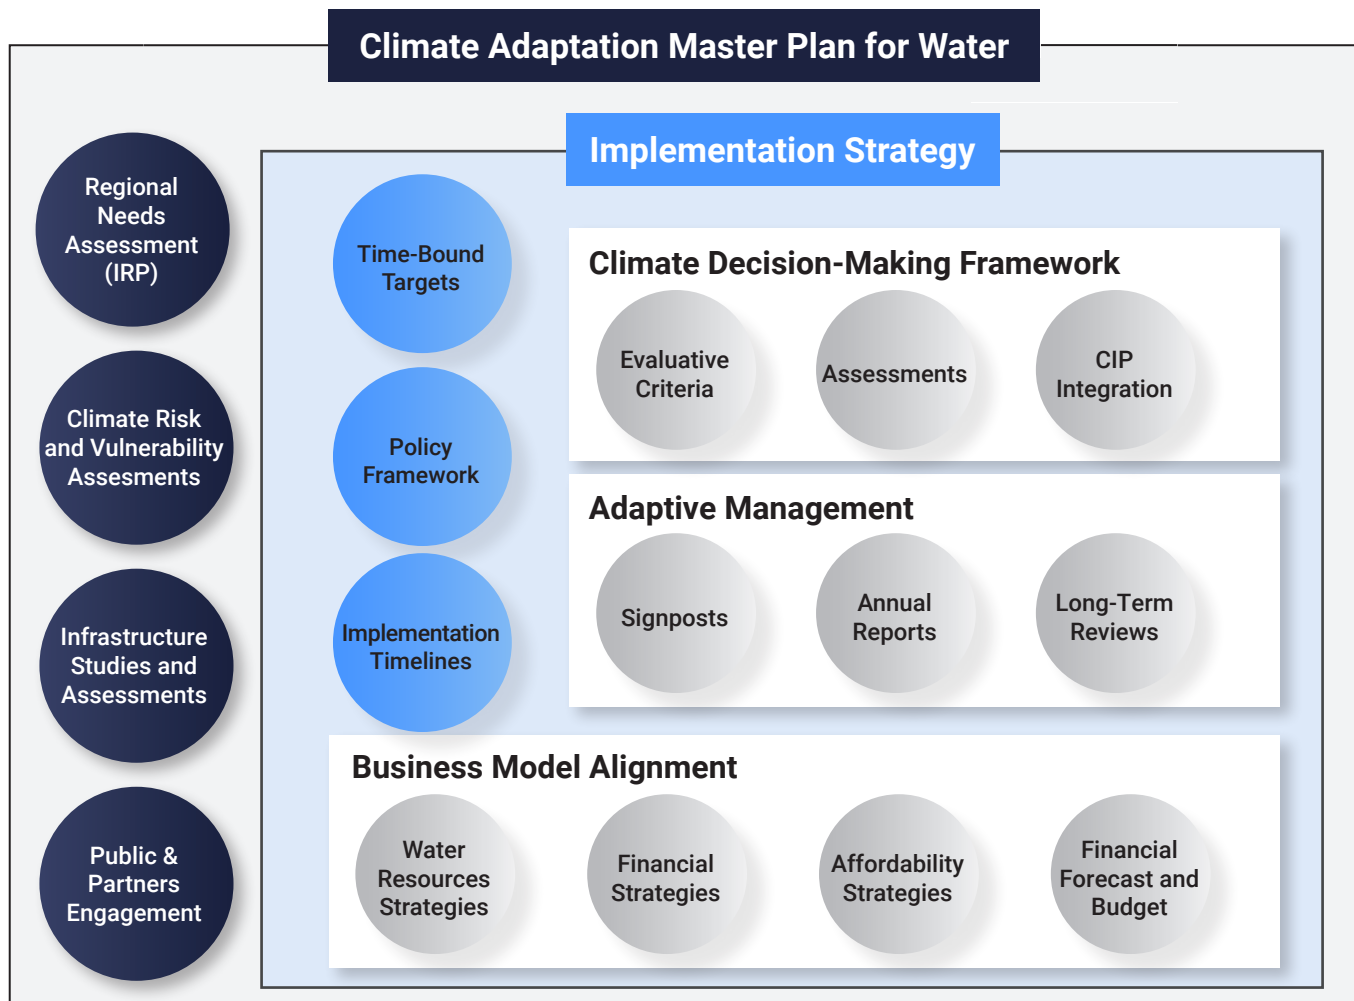 Climate Adaptation Master Plan for Water
Regional
Needs
Assessment
(IRP)
Climate Risk
and Vulnerability
Assesments
Infrastructure
Studies and
Assessments
Public &
Partners
Engagement
Implementation Strategy
Time-Bound
Targets
Policy
Framework
Implementation
Timelines
Climate Decision-Making Framework
Evaluative
Criteria
Assessments
CIP
Integration
Adaptive Management
Signposts
Annual
Reports
Long-Term
Reviews
Business Model Alignment
Water
Resources
Strategies
Financial
Strategies
Affordability
Strategies
Financial
Forecast and
Budget